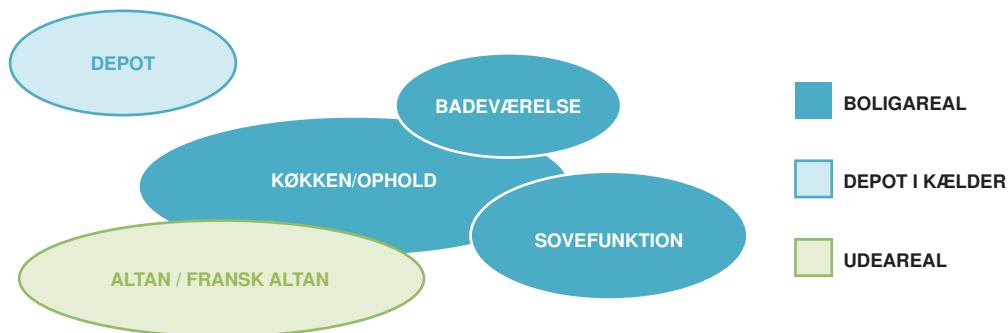 DEPOT
BADEVÆRELSE
KØKKEN/OPHOLD
SOVEFUNKTION
ALTAN / FRANSK ALTAN
BOLIGAREAL
DEPOT I KÆLDER
UDEAREAL